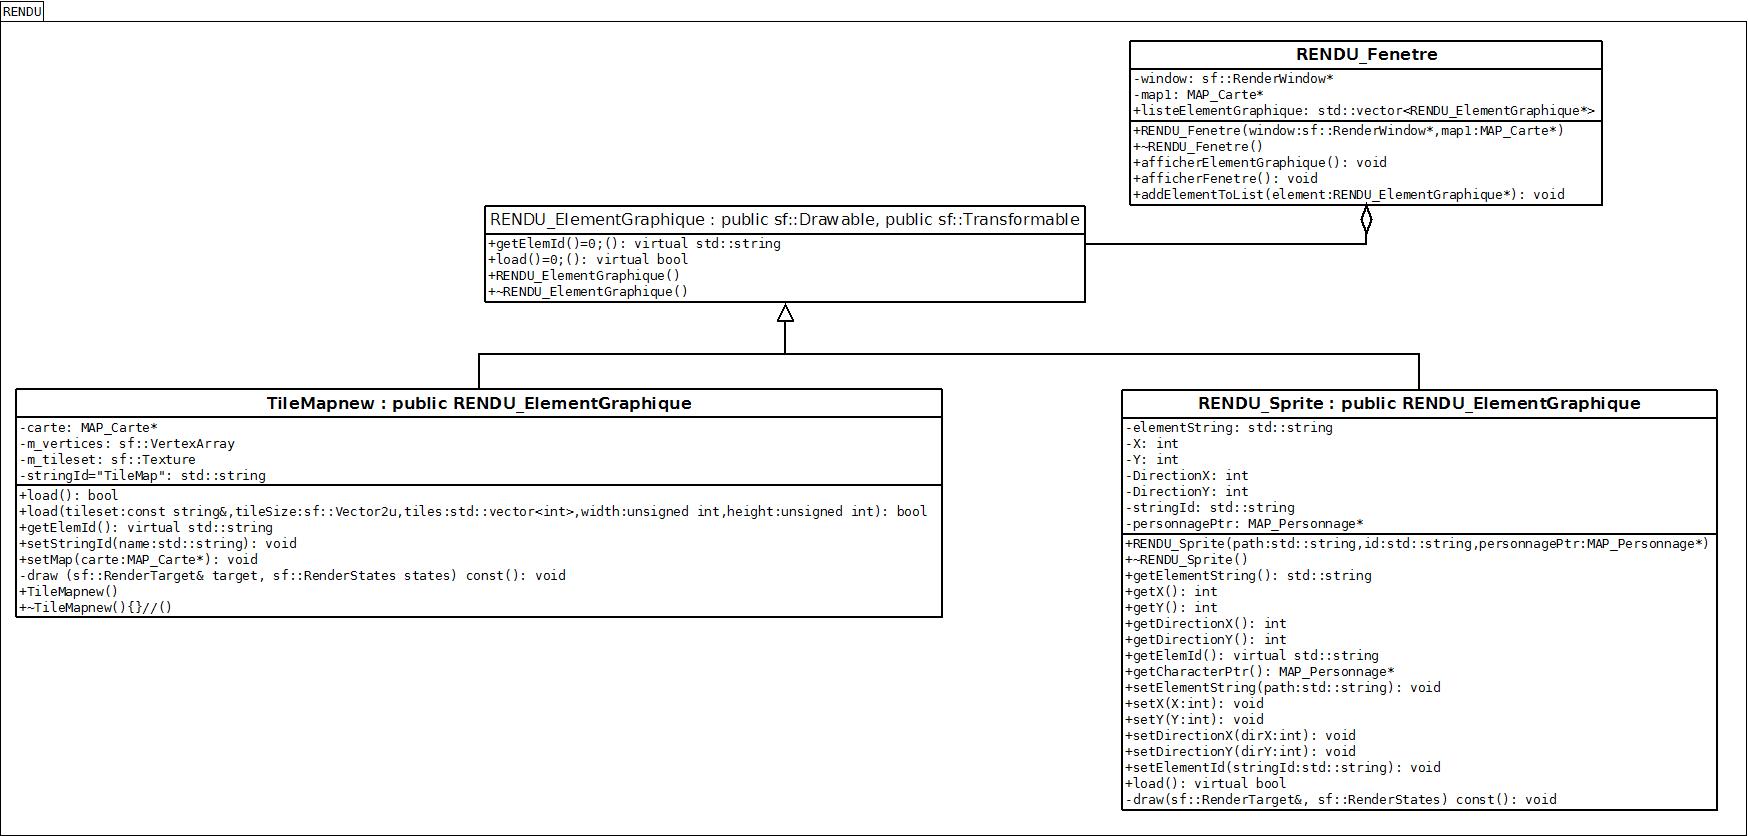 RENDU
RENDU_Fenetre
-window: sf::RenderWindow*
-map1: MAP_Carte*
+listeElementGraphique: std::vector<RENDU_ElementGraphique*>
+RENDU_Fenetre(window:sf::RenderWindow*,map1:MAP_Carte*)
+~RENDU_Fenetre()
+afficherElementGraphique(): void
+afficherFenetre(): void
+addElementToList(element:RENDU_ElementGraphique*): void
RENDU_ElementGraphique : public sf::Drawable, public sf::Transformable
+getElemId()=0;(): virtual std::string
+load()=0;(): virtual bool
+RENDU_ElementGraphique()
+~RENDU_ElementGraphique()
TileMapnew : public RENDU_ElementGraphique
-carte: MAP_Carte*
-m_vertices: sf::VertexArray
-m_tileset: sf::Texture
-stringId="TileMap": std::string
+load(): bool
+load(tileset:const string&,tileSize:sf::Vector2u,tiles:std::vector<int>,width:unsigned int,height:unsigned int): bool
+getElemId(): virtual std::string
+setStringId(name:std::string): void
+setMap(carte:MAP_Carte*): void
-draw (sf::RenderTarget& target, sf::RenderStates states) const(): void
+TileMapnew()
+~TileMapnew(){}//()
RENDU_Sprite : public RENDU_ElementGraphique
-elementString: std::string
-X: int
-Y: int
-DirectionX: int
-DirectionY: int
-stringId: std::string
-personnagePtr: MAP_Personnage*
+RENDU_Sprite(path:std::string,id:std::string,personnagePtr:MAP_Personnage*)
+~RENDU_Sprite()
+getElementString(): std::string
+getX(): int
+getY(): int
+getDirectionX(): int
+getDirectionY(): int
+getElemId(): virtual std::string
+getCharacterPtr(): MAP_Personnage*
+setElementString(path:std::string): void
+setX(X:int): void
+setY(Y:int): void
+setDirectionX(dirX:int): void
+setDirectionY(dirY:int): void
+setElementId(stringId:std::string): void
+load(): virtual bool
-draw(sf::RenderTarget&, sf::RenderStates) const(): void